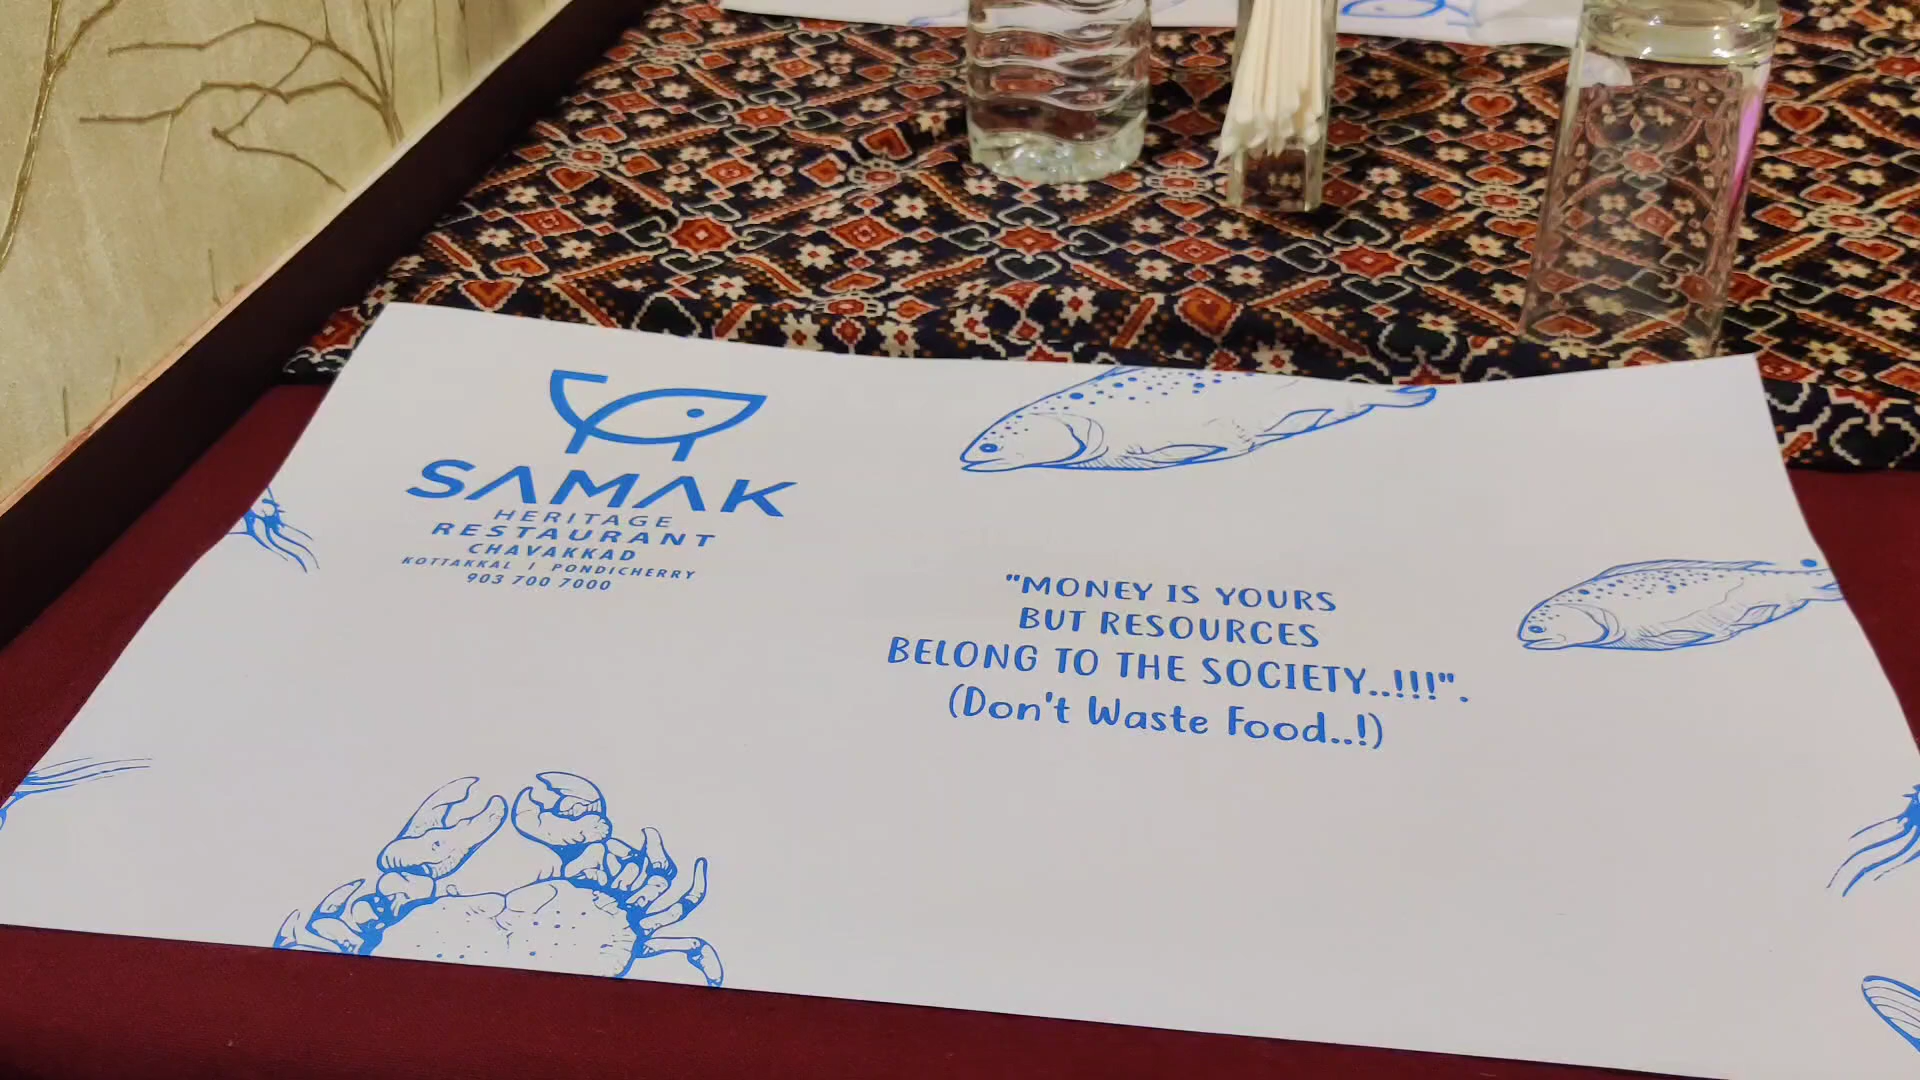 SAMAK
HERITAGE
RESTAURANT
CHAVAKKAD
KOTTAKKAL | PONDICHERRY
903 700 7000
"MONEY IS YOURS
BUT RESOURCES
BELONG TO THE SOCIETY..!!!".
(Don't Waste Food..!)